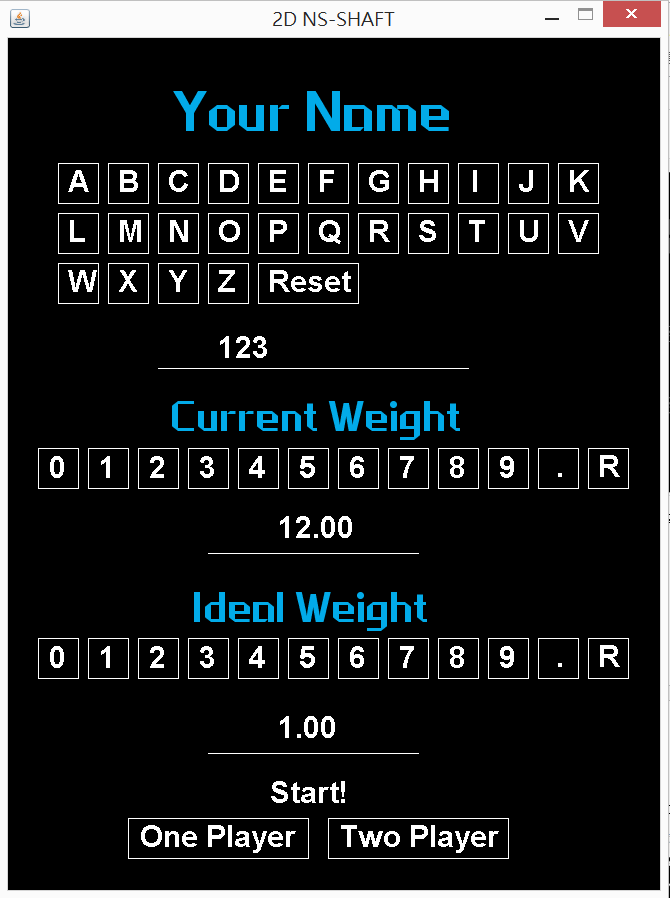 2D NS-SHAFT
Your Name
A B C D E F G H I J K
L M N O P Q R S T U V
W X Y Z Reset
123
Current Weight
0 1 2 3 4 5 6 7 8 9 . R
12.00
Ideal Weight
0 1 2 3 4 5 6 7 8 9 . R
1.00
Start!
One Player Two Player